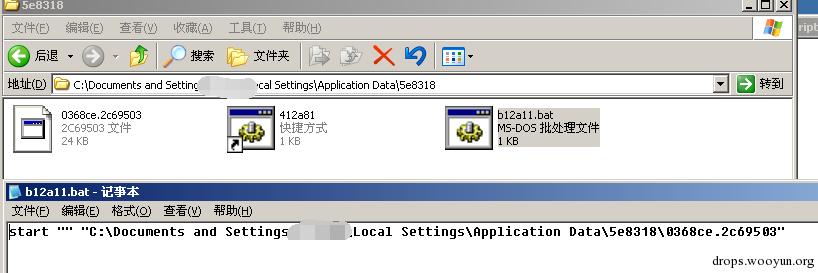 5e8318
文件(F) 编辑(E) 查看(V) 收藏(A) 工具(T) 帮助(H)
后退 搜索 文件夹
地址(D) C:\Documents and Setting ocal Settings\Application Data\5e8318 转到
0368ce.2c69503
2C69503 文件
24 KB
412a81
快捷方式
1 KB
b12a11.bat
MS-DOS 批处理文件
1 KB
b12a11.bat - 记事本
文件(F) 编辑(E) 格式(O) 查看(V) 帮助(H)
start "" "C:\Documents and Settings \Local Settings\Application Data\5e8318\0368ce.2c69503"
drops.wooyun.org